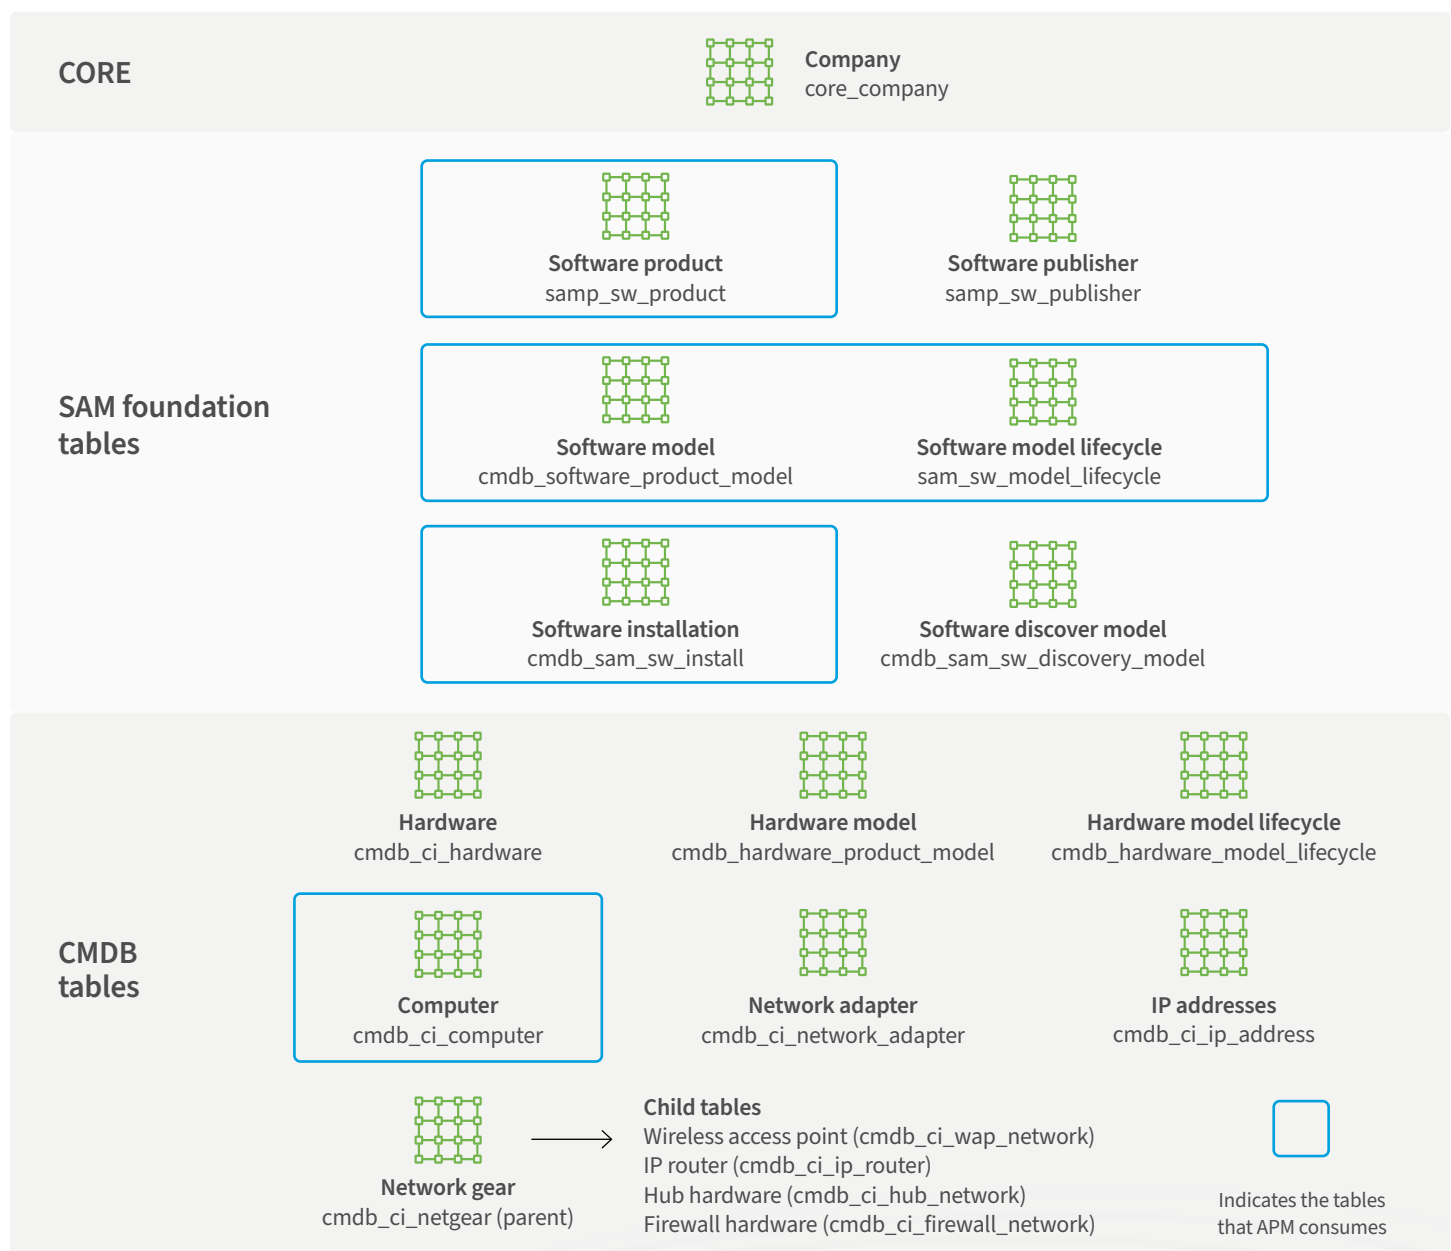 CORE
Company
core_company
SAM foundation
tables
Software product
samp_sw_product
Software publisher
samp_sw_publisher
Software model
cmdb_software_product_model
Software model lifecycle
sam_sw_model_lifecycle
Software installation
cmdb_sam_sw_install
Software discover model
cmdb_sam_sw_discovery_model
CMDB
tables
Hardware
cmdb_ci_hardware
Hardware model
cmdb_hardware_product_model
Hardware model lifecycle
cmdb_hardware_model_lifecycle
Computer
cmdb_ci_computer
Network adapter
cmdb_ci_network_adapter
IP addresses
cmdb_ci_ip_address
Network gear
cmdb_ci_netgear (parent)
Child tables
Wireless access point (cmdb_ci_wap_network)
IP router (cmdb_ci_ip_router)
Hub hardware (cmdb_ci_hub_network)
Firewall hardware (cmdb_ci_firewall_network)
Indicates the tables
that APM consumes